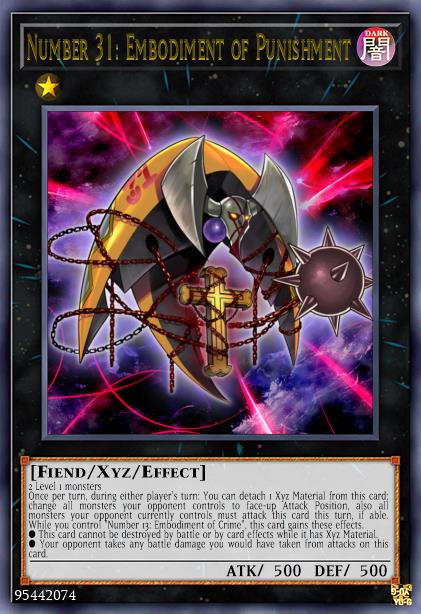 NUMBER 31: EMBODIMENT OF PUNISHMENT
DARK
闇
31
[FIEND/XYZ/EFFECT]
2 Level 1 monsters
Once per turn, during either player's turn: You can detach 1 Xyz Material from this card;
change all monsters your opponent controls to face-up Attack Position, also all
monsters your opponent currently controls must attack this card this turn, if able.
While you control "Number 13: Embodiment of Crime", this card gains these effects.
● This card cannot be destroyed by battle or by card effects while it has Xyz Material.
● Your opponent takes any battle damage you would have taken from attacks on this
card.
ATK/ 500 DEF/ 500
95442074